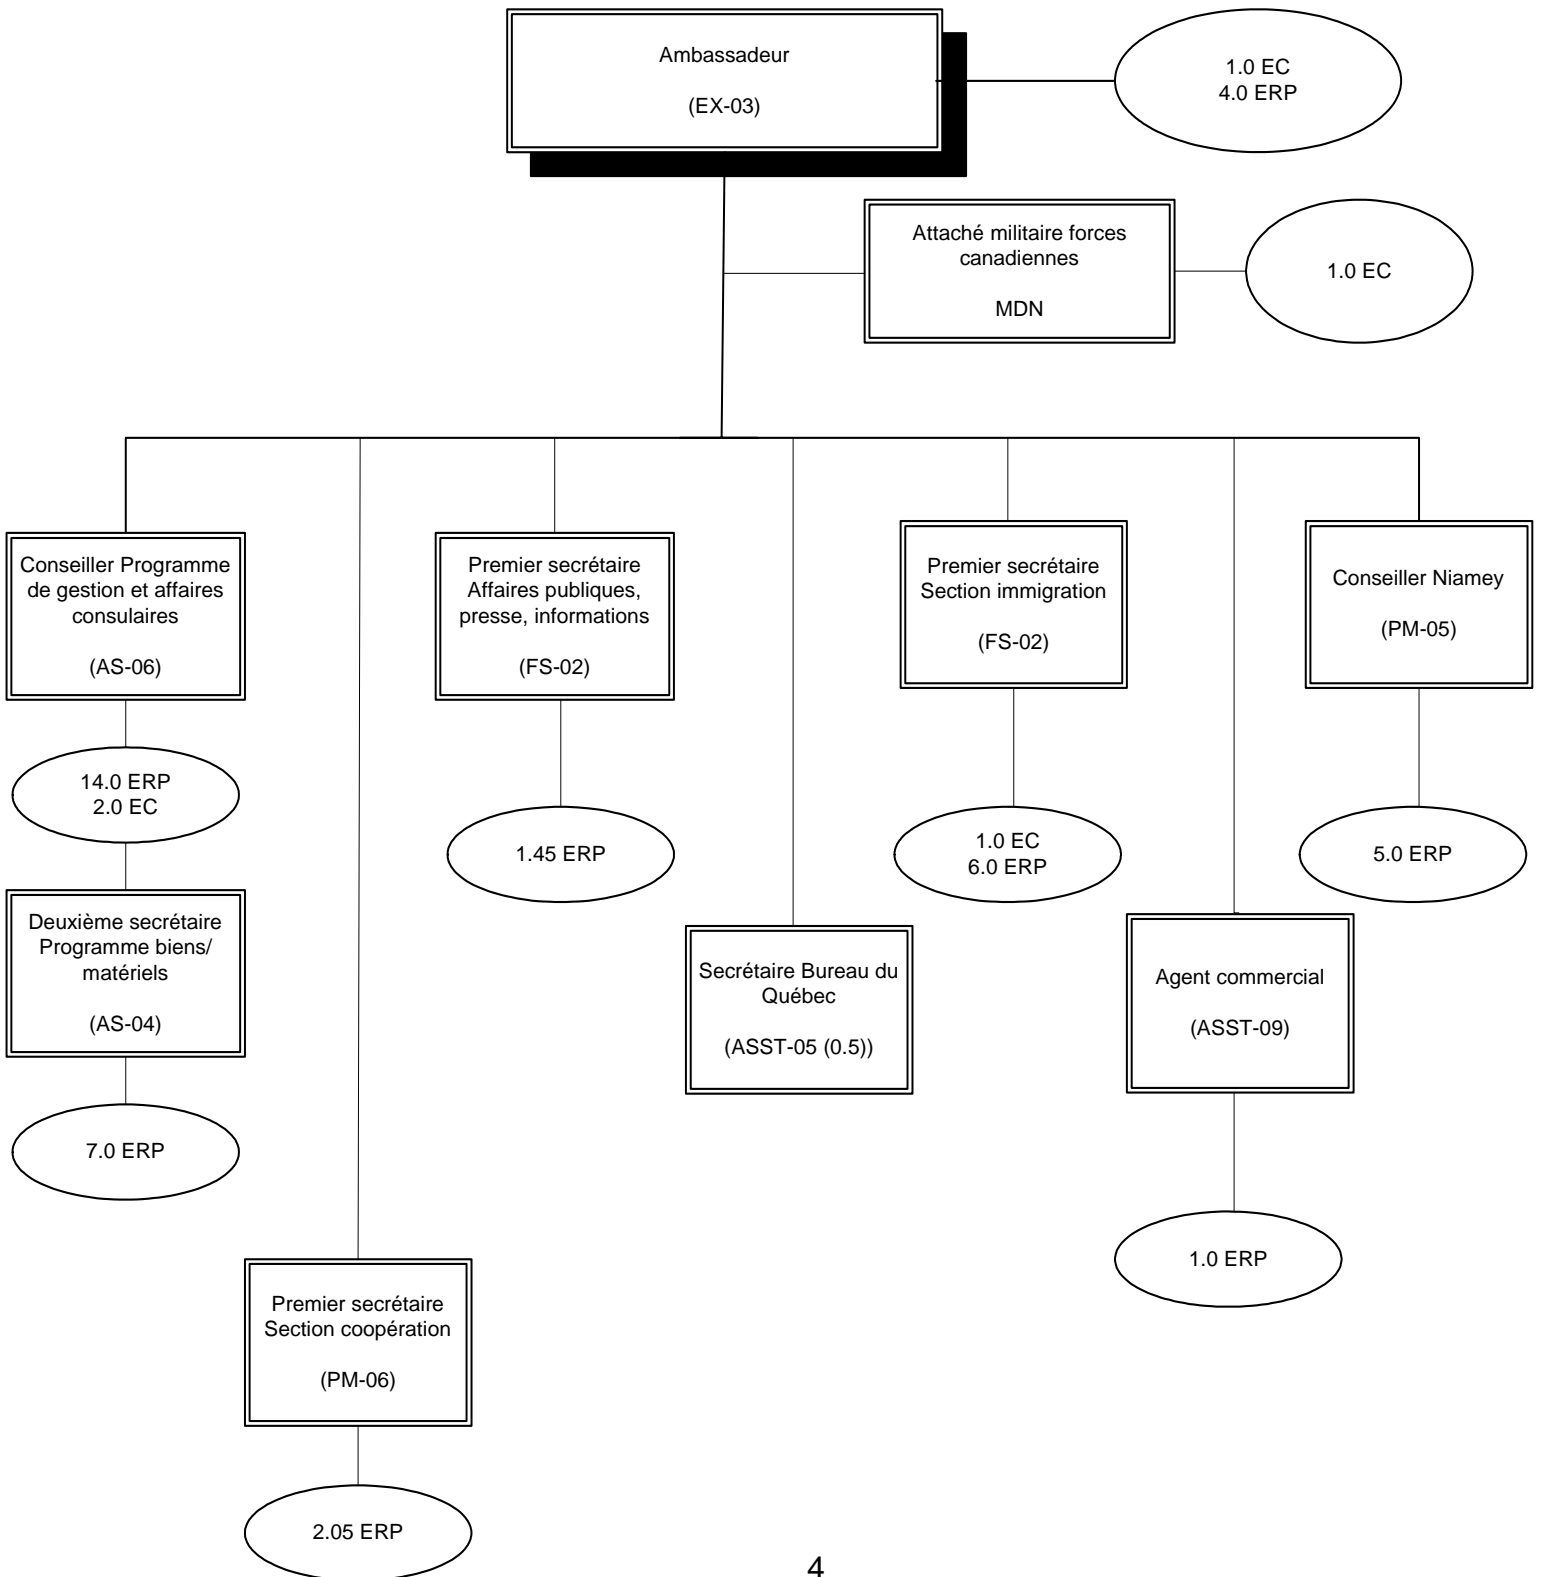 Ambassadeur
(EX-03)
1.0 EC
4.0 ERP
Attaché militaire forces
canadiennes
MDN
1.0 EC
Conseiller Programme
de gestion et affaires
consulaires
(AS-06)
14.0 ERP
2.0 EC
Deuxième secrétaire
Programme biens/
matériels
(AS-04)
7.0 ERP
Premier secrétaire
Section coopération
(PM-06)
2.05 ERP
Premier secrétaire
Affaires publiques,
presse, informations
(FS-02)
1.45 ERP
Secrétaire Bureau du
Québec
(ASST-05 (0.5))
Premier secrétaire
Section immigration
(FS-02)
1.0 EC
6.0 ERP
Agent commercial
(ASST-09)
1.0 ERP
Conseiller Niamey
(PM-05)
5.0 ERP
4